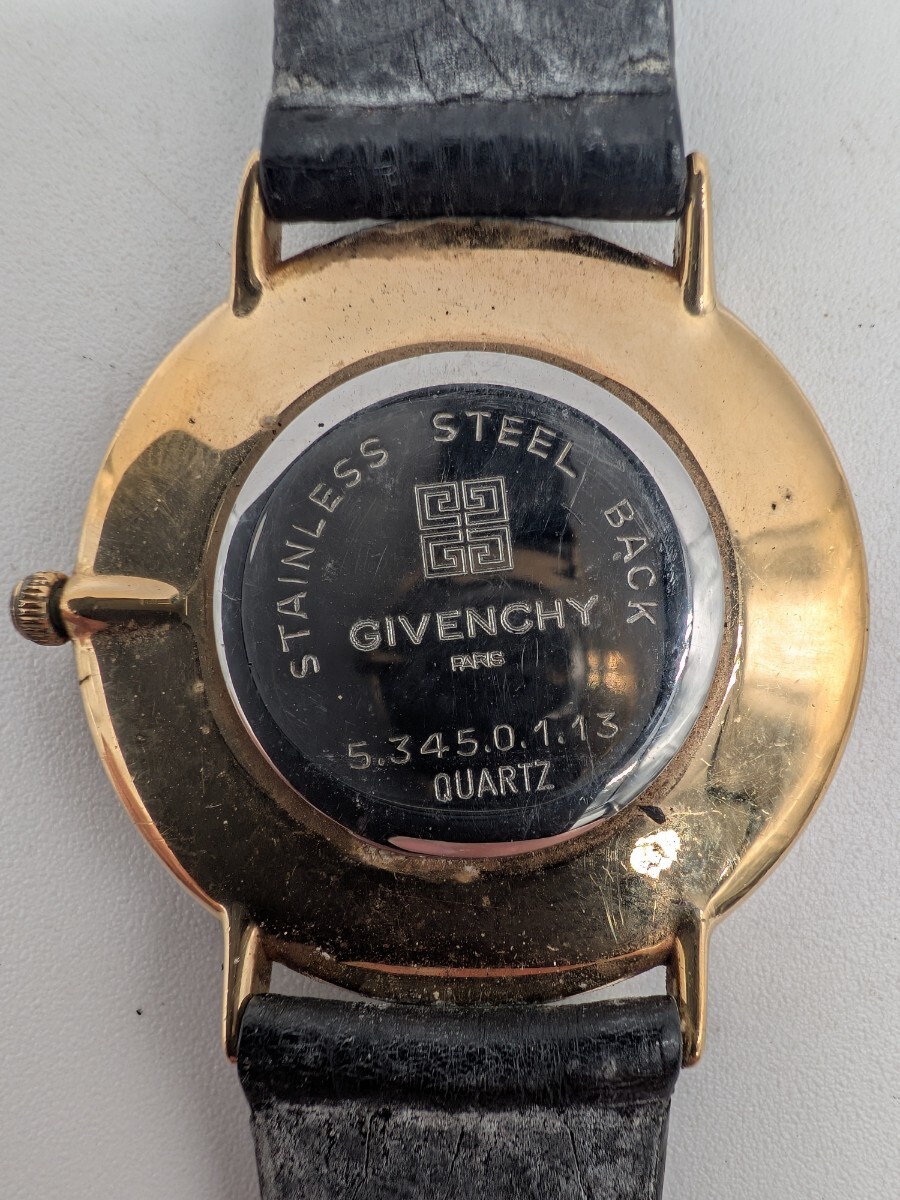 STAINLESS STEEL BACK
GIVENCHY
PARIS
5.345.0.1.13
QUARTZ